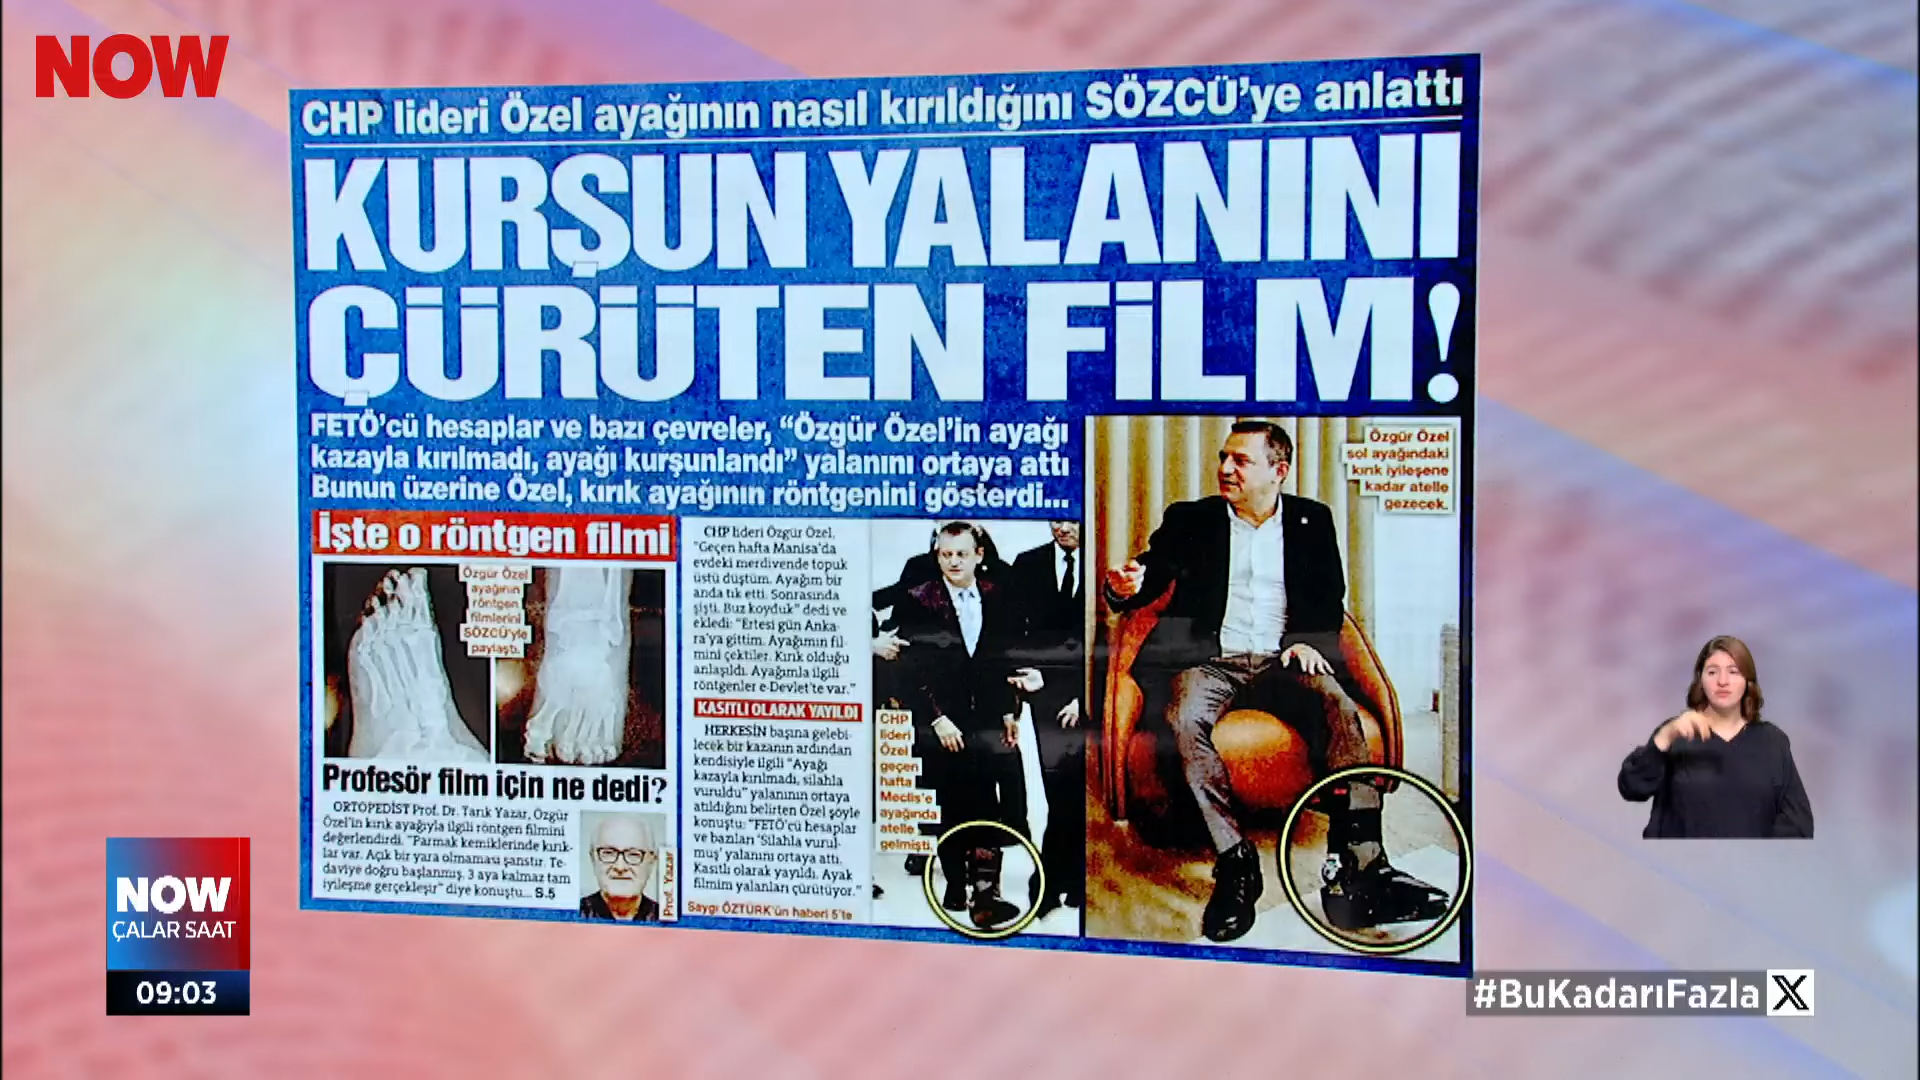 NOW
CHP lideri Özel ayağının nasıl kırıldığını SÖZCÜ'ye anlattı
KURŞUN YALANINI
ÇÜRÜTEN FİLM!
FETÖ'cü hesaplar ve bazı çevreler, "Özgür Özel'in ayağı
kazayla kırılmadı, ayağı kurşunlandı" yalanını ortaya attı
Bunun üzerine Özel, kırık ayağının röntgenini gösterdi...
İşte o röntgen filmi
Özgür Özel
ayağının
röntgen
filmlerini
SÖZCÜ'yle
paylaştı.
Profesör film için ne dedi?
ORTOPEDİST Prof. Dr. Tarık Yazar, Özgür
Özel'in kırık ayağıyla ilgili röntgen filmini
değerlendirdi. "Parmak kemiklerinde kırık-
lar var. Açık bir yara olmaması şanstır. Te-
daviye doğru başlanmış. 3 aya kalmaz tam
iyileşme gerçekleşir" diye konuştu... S.5
Prof. Yazar
CHP lideri Özgür Özel,
"Geçen hafta Manisa'da
evdeki merdivende topuk
üstü düştüm. Ayağım bir
anda tık etti. Sonrasında
şişti. Buz koyduk" dedi ve
ekledi: "Ertesi gün Anka-
ra'ya gittim. Ayağımın fil-
mini çektiler. Kırık olduğu
anlaşıldı. Ayağımla ilgili
röntgenler e-Devlet'te var."
KASITLI OLARAK YAYILDI
HERKESİN başına gelebi-
lecek bir kazanın ardından
kendisiyle ilgili "Ayağı
kazayla kırılmadı, silahla
vuruldu" yalanının ortaya
atıldığını belirten Özel şöyle
konuştu: "FETÖ'cü hesaplar
ve bazıları 'Silahla vurul-
muş' yalanını ortaya attı.
Kasıtlı olarak yayıldı. Ayak
filmim yalanları çürütüyor."
Saygı ÖZTÜRK'ün haberi 5'te
CHP
lideri
Özel
geçen
hafta
Meclis'e
ayağında
atelle
gelmişti.
Özgür Özel
sol ayağındaki
kırık iyileşene
kadar atelle
gezecek.
NOW
ÇALAR SAAT
09:03
#BuKadarıFazla X